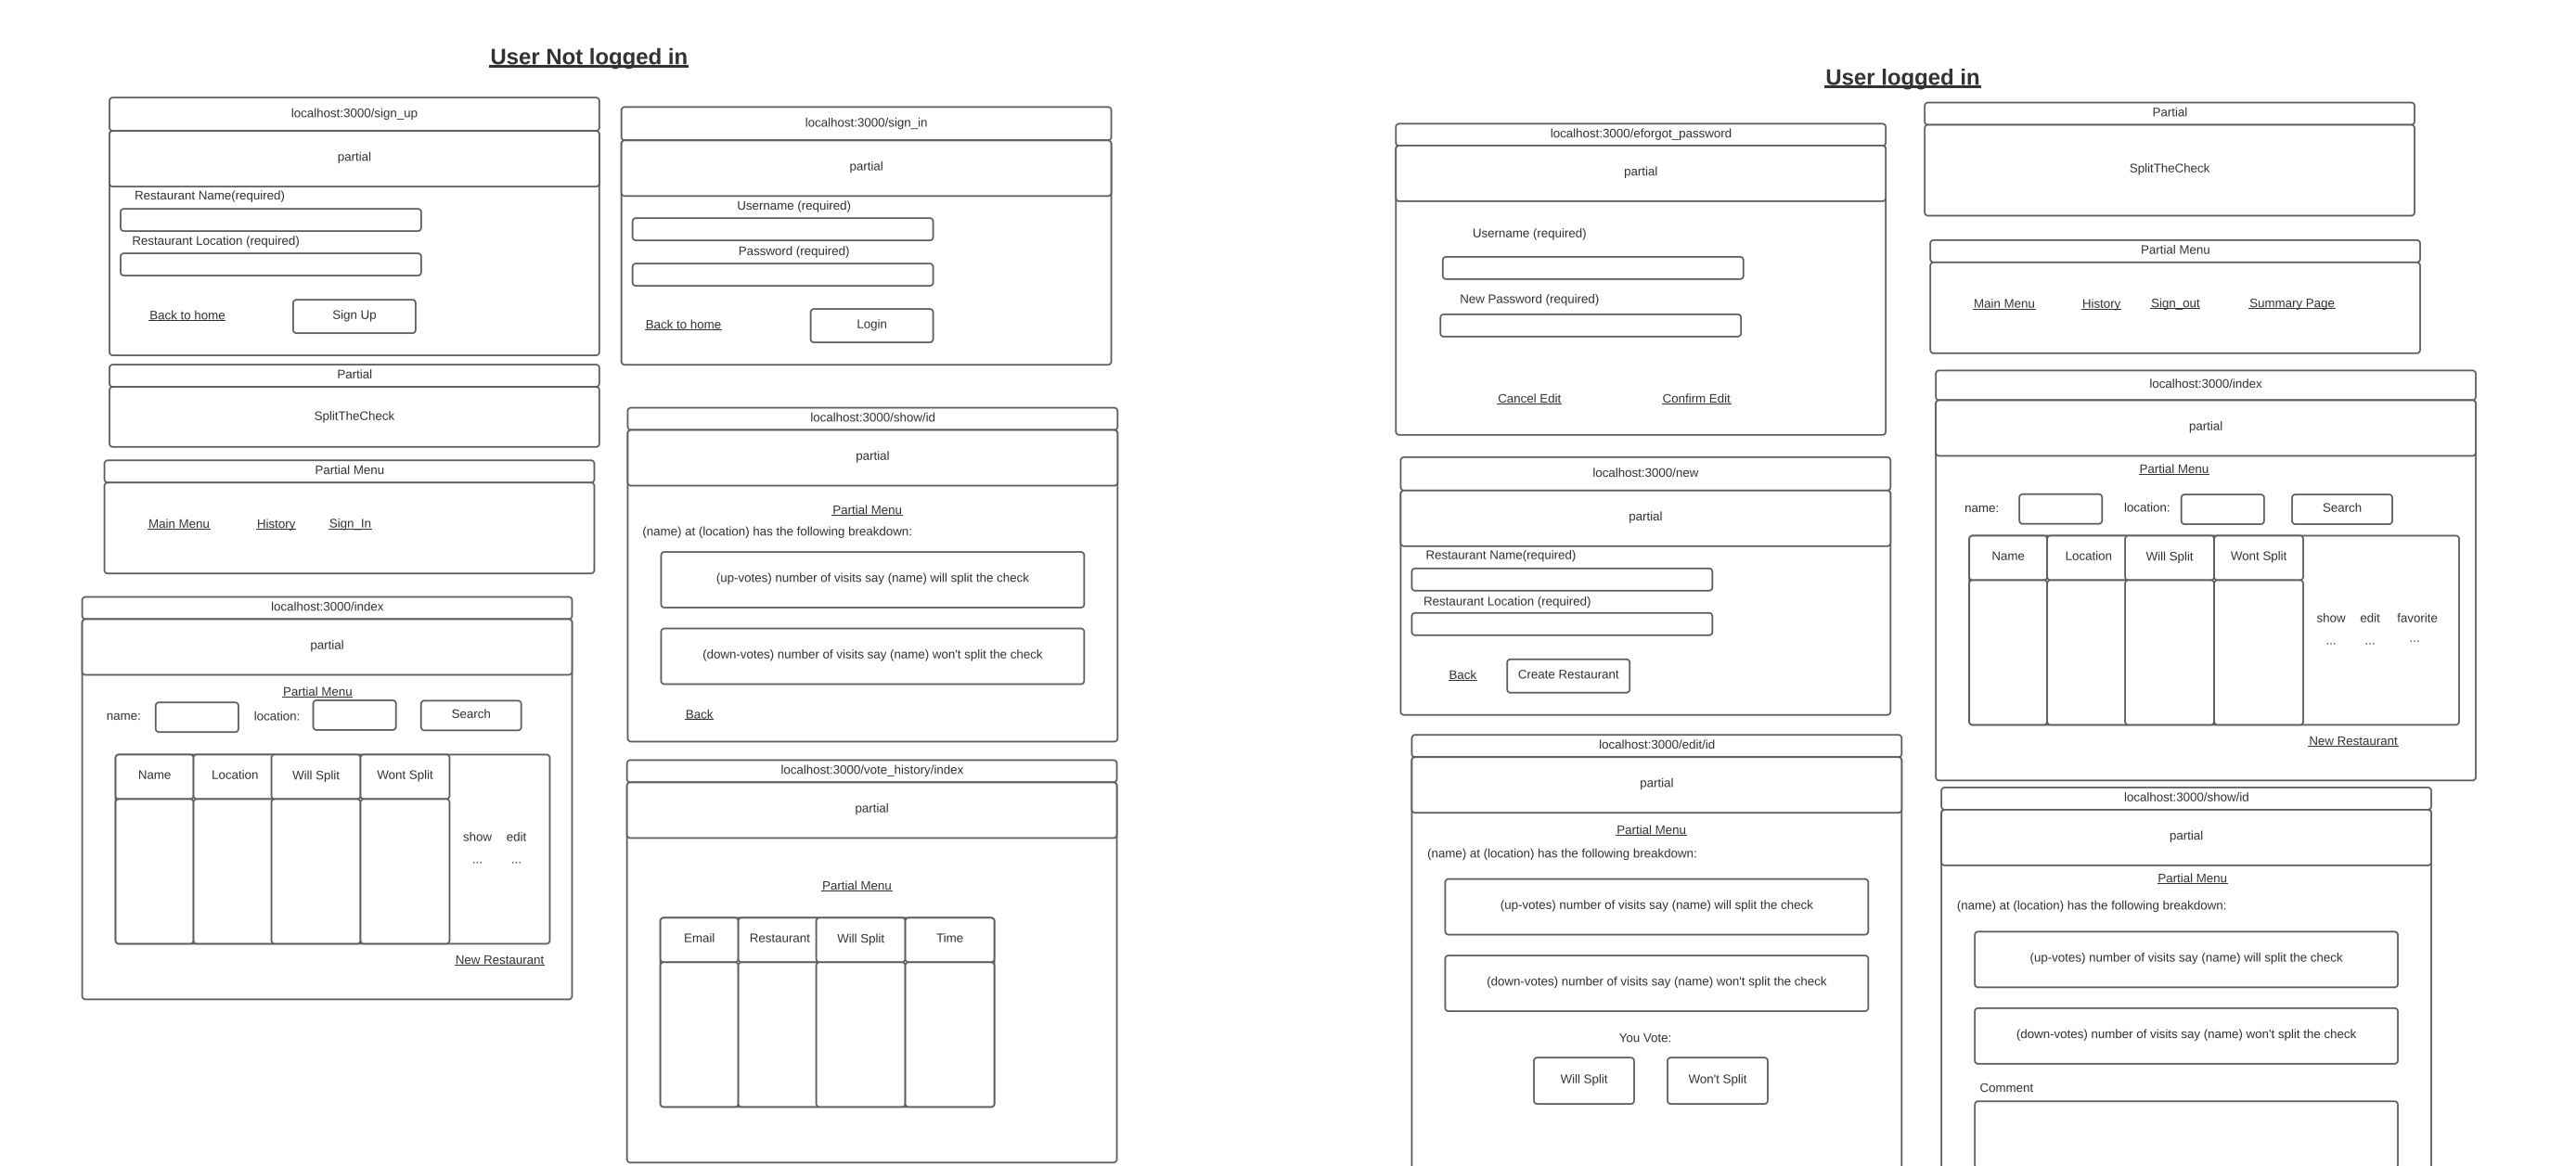 User Not logged in
localhost:3000/sign_up
partial
Restaurant Name(required)
Restaurant Location (required)
Back to home
Sign Up
localhost:3000/sign_in
partial
Username (required)
Password (required)
Back to home
Login
Partial
SplitTheCheck
Partial Menu
Main Menu History Sign_In
localhost:3000/show/id
partial
Partial Menu
(name) at (location) has the following breakdown:
(up-votes) number of visits say (name) will split the check
(down-votes) number of visits say (name) won't split the check
Back
localhost:3000/index
partial
Partial Menu
name: location: Search
Name Location Will Split Wont Split
show edit
... ...
New Restaurant
localhost:3000/vote_history/index
partial
Partial Menu
Email Restaurant Will Split Time
User logged in
localhost:3000/eforgot_password
partial
Username (required)
New Password (required)
Cancel Edit Confirm Edit
Partial
SplitTheCheck
Partial Menu
Main Menu History Sign_out Summary Page
localhost:3000/new
partial
Restaurant Name(required)
Restaurant Location (required)
Back
Create Restaurant
localhost:3000/index
partial
Partial Menu
name: location: Search
Name Location Will Split Wont Split
show edit favorite
... ... ...
New Restaurant
localhost:3000/edit/id
partial
Partial Menu
(name) at (location) has the following breakdown:
(up-votes) number of visits say (name) will split the check
(down-votes) number of visits say (name) won't split the check
You Vote:
Will Split Won't Split
localhost:3000/show/id
partial
Partial Menu
(name) at (location) has the following breakdown:
(up-votes) number of visits say (name) will split the check
(down-votes) number of visits say (name) won't split the check
Comment